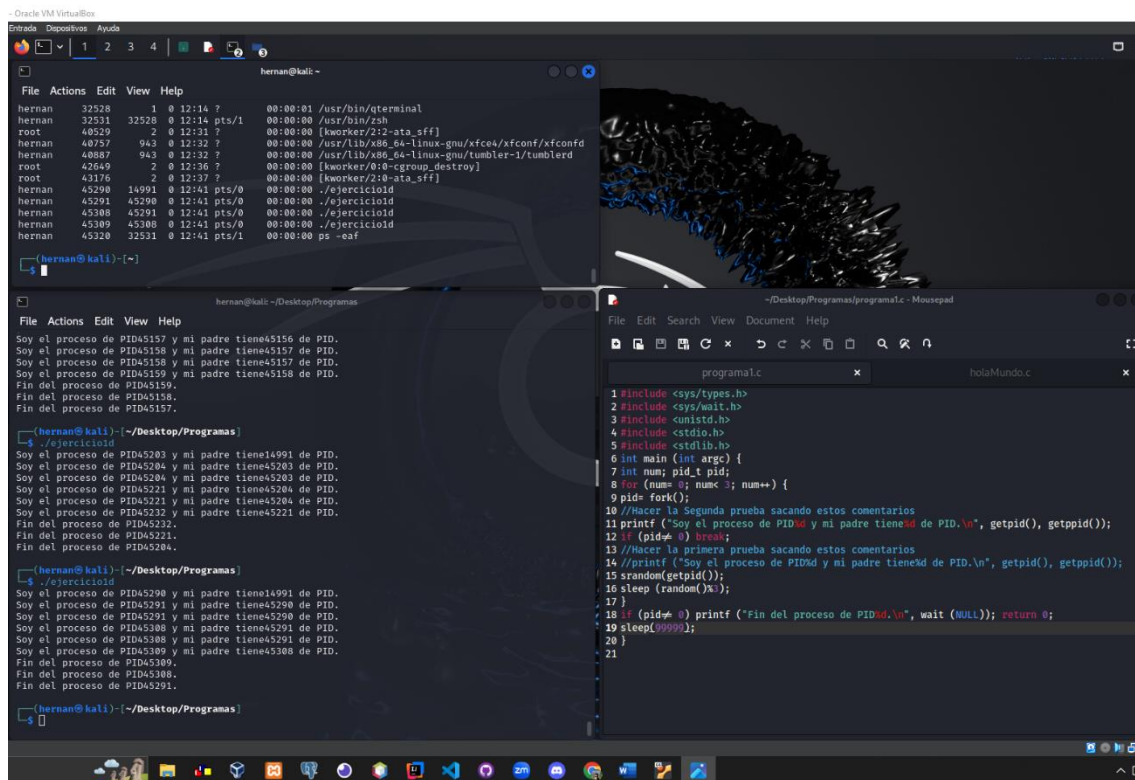 - Oracle VM VirtualBox
Entrada Dispositivos Ayuda
1 2 3 4
hernan@kali: ~
File Actions Edit View Help
hernan 32528 1 0 12:14 ? 00:00:01 /usr/bin/qterminal
hernan 32531 32528 0 12:14 pts/1 00:00:00 /usr/bin/zsh
root 40529 2 0 12:31 ? 00:00:00 [kworker/2:2-ata_sff]
hernan 40757 943 0 12:32 ? 00:00:00 /usr/lib/x86_64-linux-gnu/xfce4/xfconf/xfconfd
hernan 40887 943 0 12:32 ? 00:00:00 /usr/lib/x86_64-linux-gnu/tumbler-1/tumblerd
root 42649 2 0 12:36 ? 00:00:00 [kworker/0:0-cgroup_destroy]
root 43176 2 0 12:37 ? 00:00:00 [kworker/2:0-ata_sff]
hernan 45290 14991 0 12:41 pts/0 00:00:00 ./ejercicio1d
hernan 45291 45290 0 12:41 pts/0 00:00:00 ./ejercicio1d
hernan 45308 45291 0 12:41 pts/0 00:00:00 ./ejercicio1d
hernan 45309 45308 0 12:41 pts/0 00:00:00 ./ejercicio1d
hernan 45320 32531 0 12:41 pts/1 00:00:00 ps -eaf
(hernan㉿kali)-[~]
$
hernan@kali: ~/Desktop/Programas
File Actions Edit View Help
Soy el proceso de PID45157 y mi padre tiene45156 de PID.
Soy el proceso de PID45158 y mi padre tiene45157 de PID.
Soy el proceso de PID45158 y mi padre tiene45157 de PID.
Soy el proceso de PID45159 y mi padre tiene45158 de PID.
Fin del proceso de PID45159.
Fin del proceso de PID45158.
Fin del proceso de PID45157.
(hernan㉿kali)-[~/Desktop/Programas]
$ ./ejercicio1d
Soy el proceso de PID45203 y mi padre tiene14991 de PID.
Soy el proceso de PID45204 y mi padre tiene45203 de PID.
Soy el proceso de PID45204 y mi padre tiene45203 de PID.
Soy el proceso de PID45221 y mi padre tiene45204 de PID.
Soy el proceso de PID45221 y mi padre tiene45204 de PID.
Soy el proceso de PID45232 y mi padre tiene45221 de PID.
Fin del proceso de PID45232.
Fin del proceso de PID45221.
Fin del proceso de PID45204.
(hernan㉿kali)-[~/Desktop/Programas]
$ ./ejercicio1d
Soy el proceso de PID45290 y mi padre tiene14991 de PID.
Soy el proceso de PID45291 y mi padre tiene45290 de PID.
Soy el proceso de PID45291 y mi padre tiene45290 de PID.
Soy el proceso de PID45308 y mi padre tiene45291 de PID.
Soy el proceso de PID45308 y mi padre tiene45291 de PID.
Soy el proceso de PID45309 y mi padre tiene45308 de PID.
Fin del proceso de PID45309.
Fin del proceso de PID45308.
Fin del proceso de PID45291.
(hernan㉿kali)-[~/Desktop/Programas]
$
~/Desktop/Programas/programa1.c - Mousepad
File Edit Search View Document Help
programa1.c × holaMundo.c ×
1 #include <sys/types.h>
2 #include <sys/wait.h>
3 #include <unistd.h>
4 #include <stdio.h>
5 #include <stdlib.h>
6 int main (int argc) {
7 int num; pid_t pid;
8 for (num= 0; num< 3; num++) {
9 pid= fork();
10 //Hacer la Segunda prueba sacando estos comentarios
11 printf ("Soy el proceso de PID%d y mi padre tiene%d de PID.\n", getpid(), getppid());
12 if (pid≠ 0) break;
13 //Hacer la primera prueba sacando estos comentarios
14 //printf ("Soy el proceso de PID%d y mi padre tiene%d de PID.\n", getpid(), getppid());
15 srandom(getpid());
16 sleep (random()%3);
17 }
18 if (pid≠ 0) printf ("Fin del proceso de PID%d.\n", wait (NULL)); return 0;
19 sleep(99999);
20 }
21